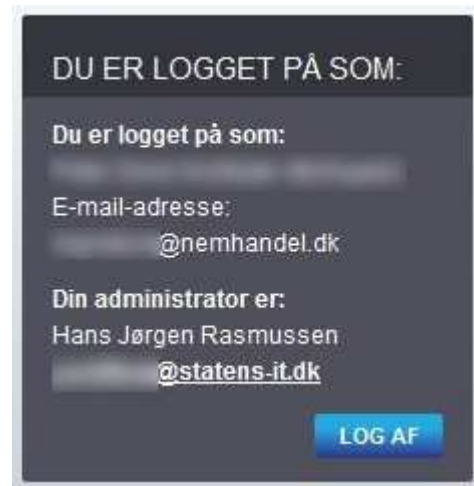 DU ER LOGGET PÅ SOM:
Du er logget på som:
E-mail-adresse:
@nemhandel.dk
Din administrator er:
Hans Jørgen Rasmussen
@statens-it.dk
LOG AF